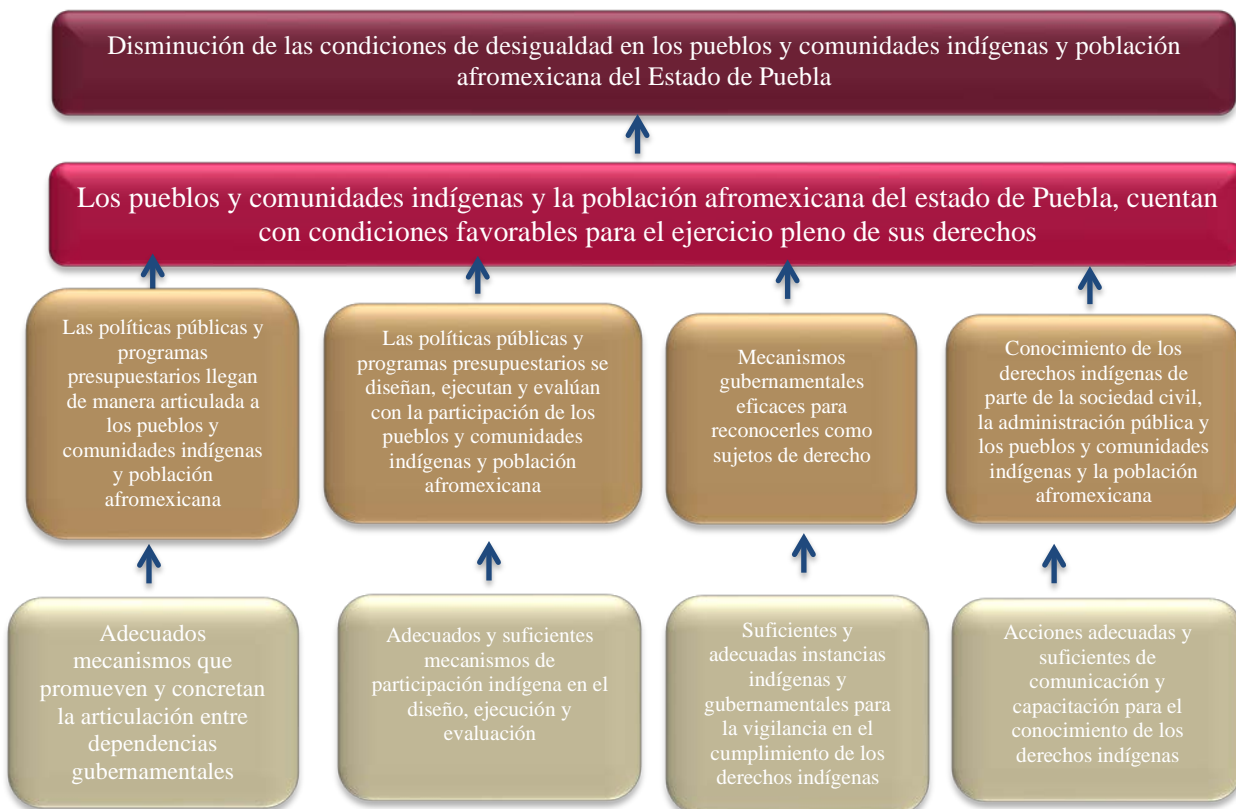 Disminución de las condiciones de desigualdad en los pueblos y comunidades indígenas y población
afromexicana del Estado de Puebla
Los pueblos y comunidades indígenas y la población afromexicana del estado de Puebla, cuentan
con condiciones favorables para el ejercicio pleno de sus derechos
Las políticas públicas y
programas
presupuestarios llegan
de manera articulada a
los pueblos y
comunidades indígenas
y población
afromexicana
Las políticas públicas y
programas presupuestarios se
diseñan, ejecutan y evalúan
con la participación de los
pueblos y comunidades
indígenas y población
afromexicana
Mecanismos
gubernamentales
eficaces para
reconocerles como
sujetos de derecho
Conocimiento de los
derechos indígenas de
parte de la sociedad civil,
la administración pública y
los pueblos y comunidades
indígenas y la población
afromexicana
Adecuados
mecanismos que
promueven y concretan
la articulación entre
dependencias
gubernamentales
Adecuados y suficientes
mecanismos de
participación indígena en el
diseño, ejecución y
evaluación
Suficientes y
adecuadas instancias
indígenas y
gubernamentales para
la vigilancia en el
cumplimiento de los
derechos indígenas
Acciones adecuadas y
suficientes de
comunicación y
capacitación para el
conocimiento de los
derechos indígenas